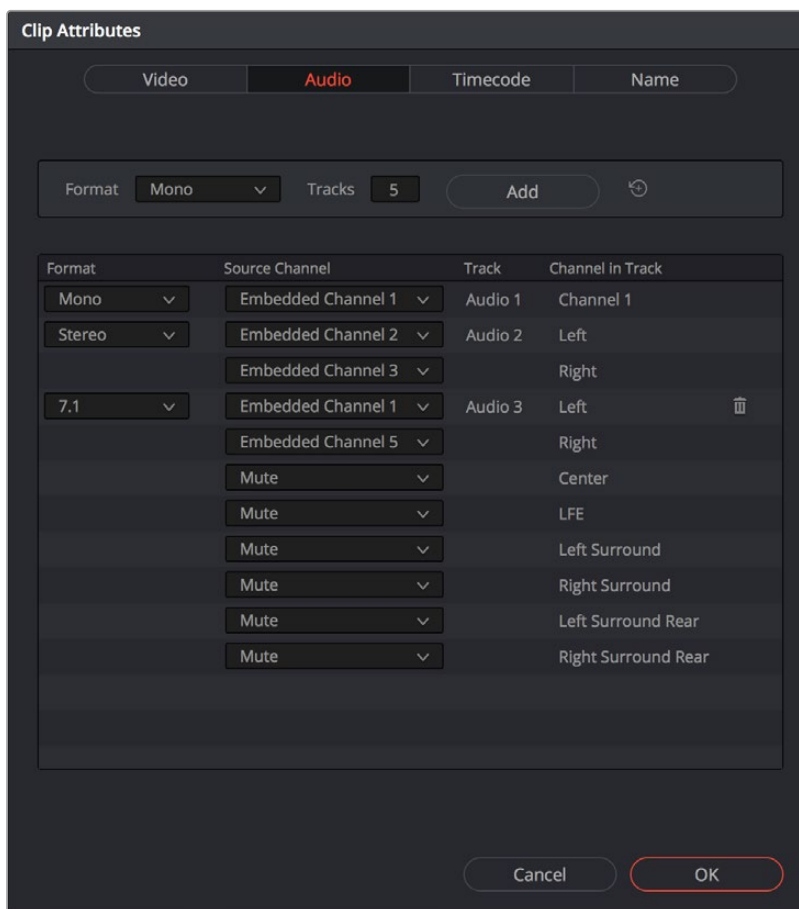 Clip Attributes
Video Audio Timecode Name
Format Mono Tracks 5 Add
Format Source Channel Track Channel in Track
Mono Embedded Channel 1 Audio 1 Channel 1
Stereo Embedded Channel 2 Audio 2 Left
Embedded Channel 3 Right
7.1 Embedded Channel 1 Audio 3 Left
Embedded Channel 5 Right
Mute Center
Mute LFE
Mute Left Surround
Mute Right Surround
Mute Left Surround Rear
Mute Right Surround Rear
Cancel OK